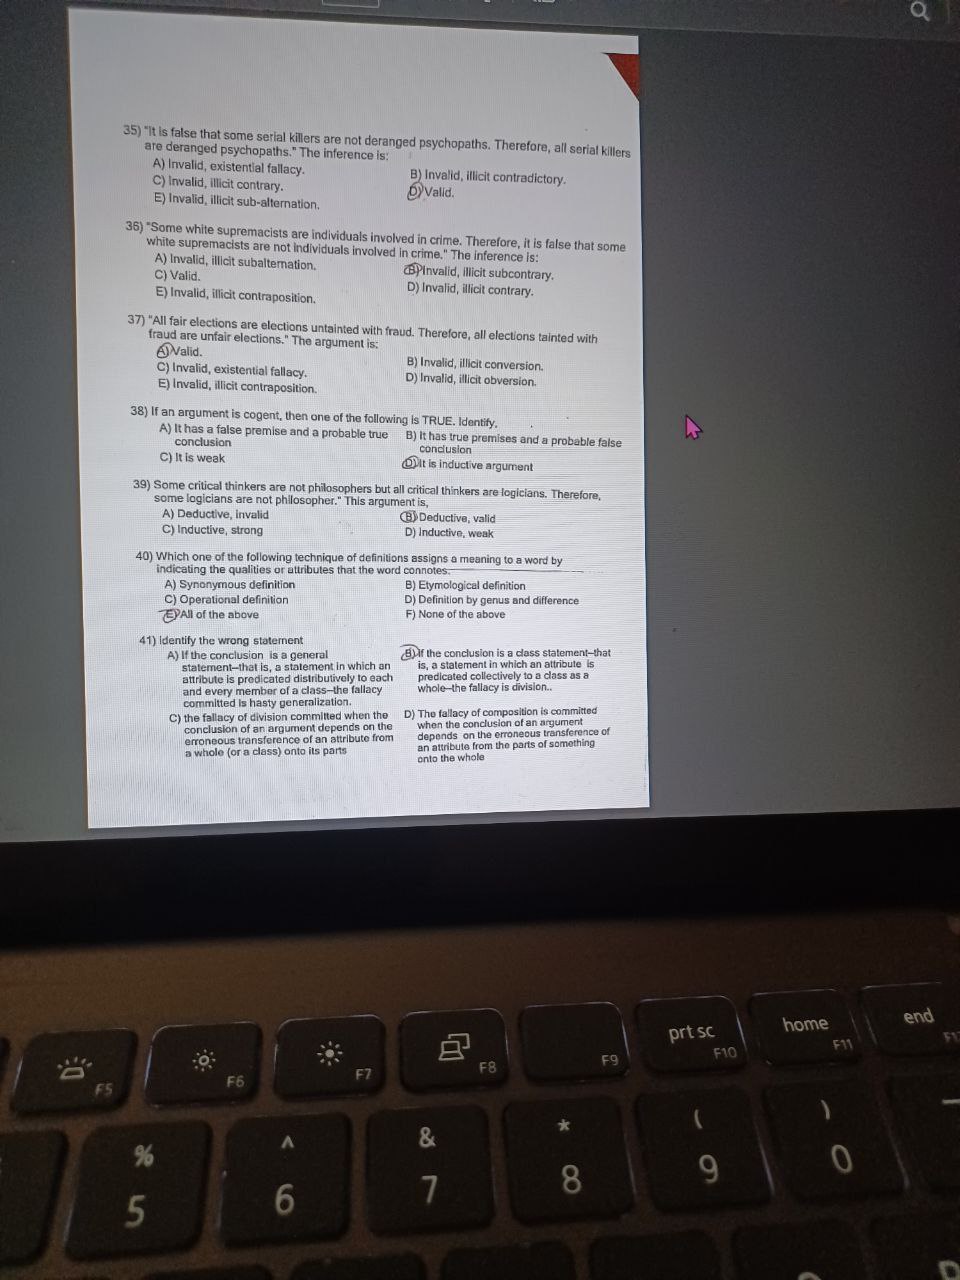 35) "It is false that some serial killers are not deranged psychopaths. Therefore, all serial killers
are deranged psychopaths." The inference is:
A) Invalid, existential fallacy.
B) Invalid, illicit contradictory.
C) Invalid, illicit contrary.
D) Valid.
E) Invalid, illicit sub-alternation.
36) "Some white supremacists are individuals involved in crime. Therefore, it is false that some
white supremacists are not individuals involved in crime." The inference is:
A) Invalid, illicit subalternation.
B) Invalid, illicit subcontrary.
C) Valid.
D) Invalid, illicit contrary.
E) Invalid, illicit contraposition.
37) "All fair elections are elections untainted with fraud. Therefore, all elections tainted with
fraud are unfair elections." The argument is:
A) Valid.
B) Invalid, illicit conversion.
C) Invalid, existential fallacy.
D) Invalid, illicit obversion.
E) Invalid, illicit contraposition.
38) If an argument is cogent, then one of the following is TRUE. Identify.
A) It has a false premise and a probable true
conclusion
B) It has true premises and a probable false
conclusion
C) It is weak
D) It is inductive argument
39) Some critical thinkers are not philosophers but all critical thinkers are logicians. Therefore,
some logicians are not philosopher." This argument is,
A) Deductive, invalid
B) Deductive, valid
C) Inductive, strong
D) Inductive, weak
40) Which one of the following technique of definitions assigns a meaning to a word by
indicating the qualities or attributes that the word connotes.
A) Synonymous definition
B) Etymological definition
C) Operational definition
D) Definition by genus and difference
E) All of the above
F) None of the above
41) Identify the wrong statement
A) If the conclusion is a general
statement—that is, a statement in which an
attribute is predicated distributively to each
and every member of a class—the fallacy
committed is hasty generalization.
B) If the conclusion is a class statement—that
is, a statement in which an attribute is
predicated collectively to a class as a
whole—the fallacy is division..
C) the fallacy of division committed when the
conclusion of an argument depends on the
erroneous transference of an attribute from
a whole (or a class) onto its parts
D) The fallacy of composition is committed
when the conclusion of an argument
depends on the erroneous transference of
an attribute from the parts of something
onto the whole
F5 F6 F7 F8 F9 prt sc F10 home F11 end
% 5 ^ 6 & 7 * 8 ( 9 ) 0